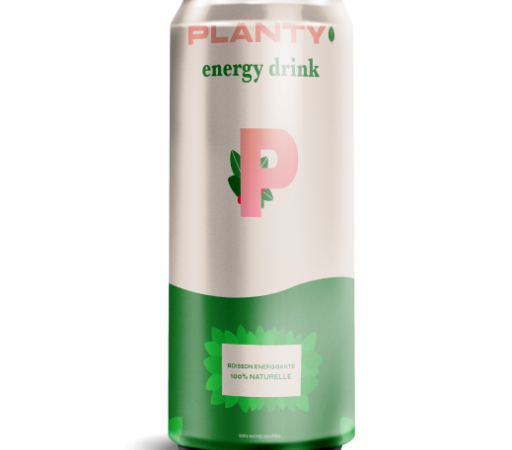 PLANTY
energy drink
P
BOISSON ENERGISANTE
100% NATURELLE